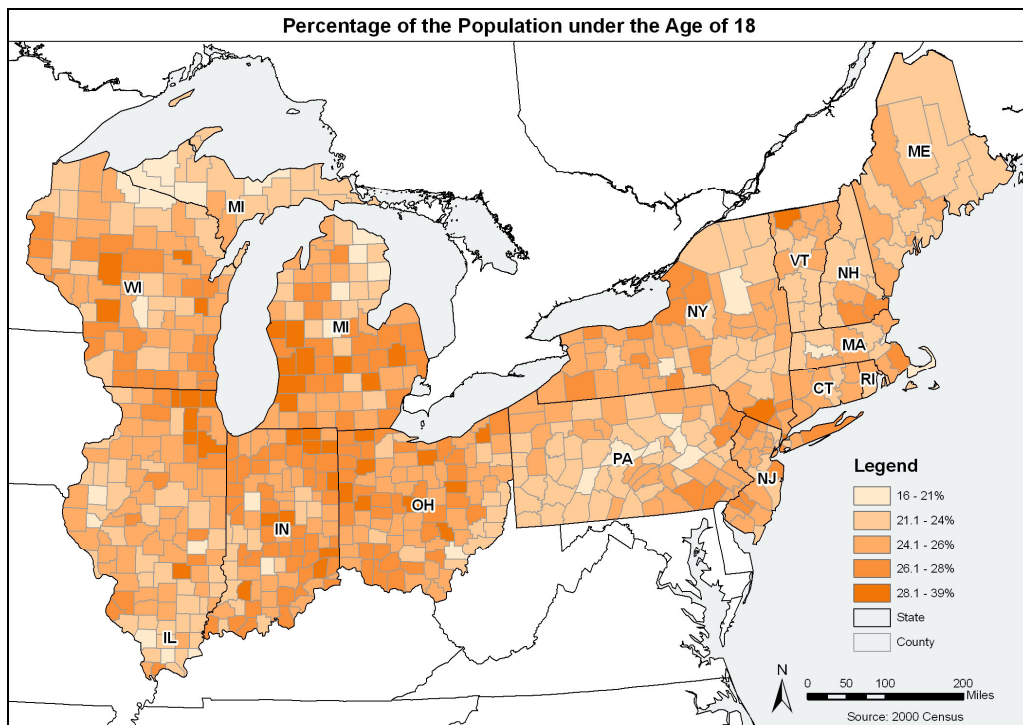 Percentage of the Population under the Age of 18
ME
MI
VT
NH
WI
MI
NY
MA
CT
RI
PA
NJ
OH
IN
IL
Legend
16 - 21%
21.1 - 24%
24.1 - 26%
26.1 - 28%
28.1 - 39%
State
County
N
0 50 100 200
Miles
Source: 2000 Census